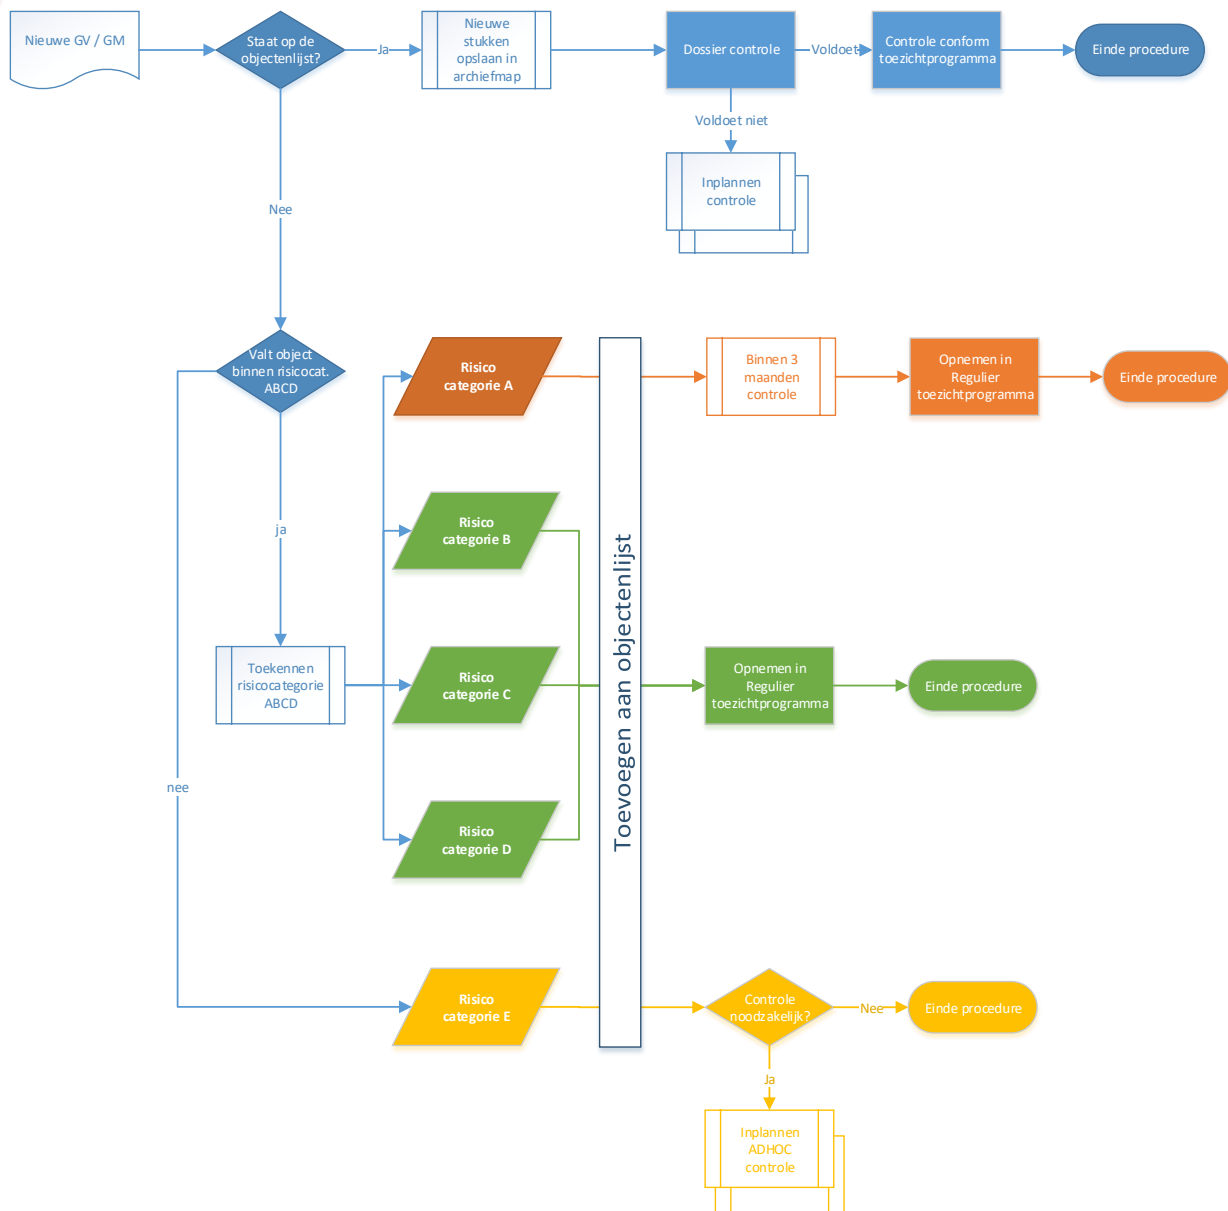 Nieuwe GV / GM
Staat op de
objectenlijst?
Ja
Nieuwe
stukken
opslaan in
archiefmap
Dossier controle
Voldoet
Controle conform
toezichtprogramma
Einde procedure
Voldoet niet
Inplannen
controle
Nee
Valt object
binnen risicocat.
ABCD
Risico
categorie A
Binnen 3
maanden
controle
Opnemen in
Regulier
toezichtprogramma
Einde procedure
ja
Risico
categorie B
Toevoegen aan objectenlijst
Toekennen
risicocategorie
ABCD
Risico
categorie C
Opnemen in
Regulier
toezichtprogramma
Einde procedure
nee
Risico
categorie D
Risico
categorie E
Controle
noodzakelijk?
Nee
Einde procedure
Ja
Inplannen
ADHOC
controle